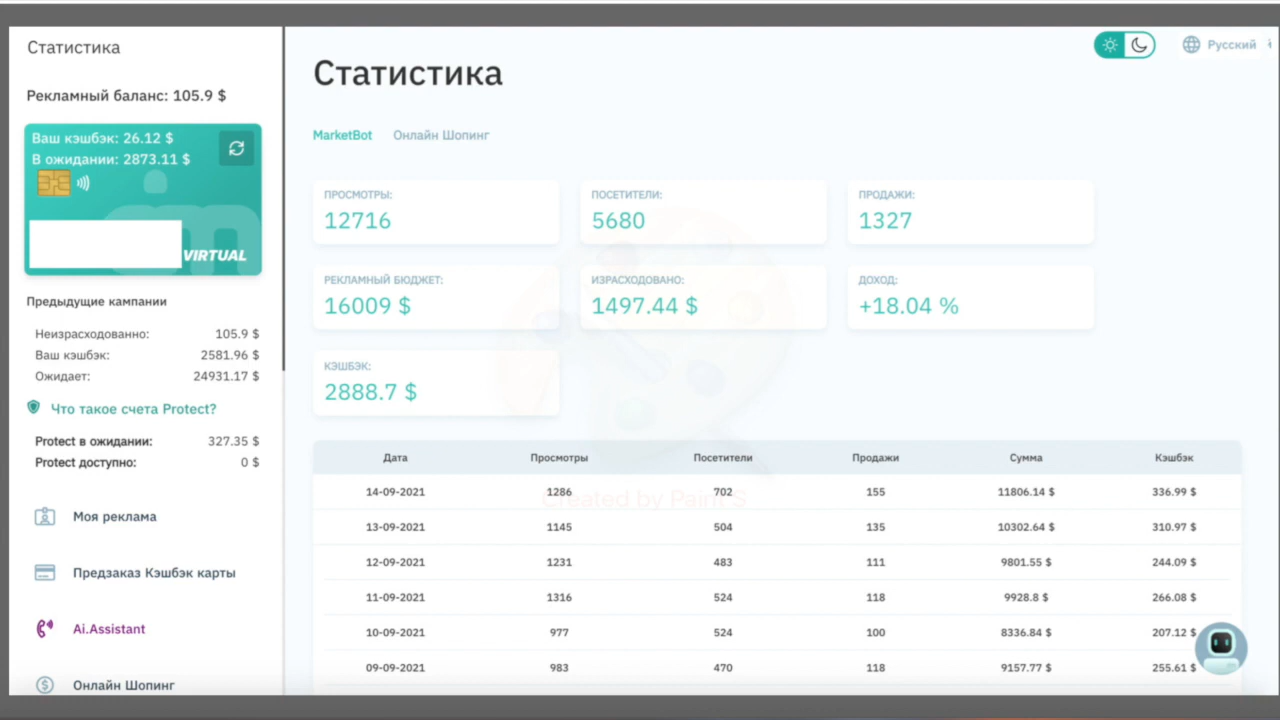 Статистика
Рекламный баланс: 105.9 $
Ваш кэшбек: 26.12 $
В ожидании: 2873.11 $
VIRTUAL
Предыдущие кампании
Неизрасходованно: 105.9 $
Ваш кэшбек: 2581.96 $
Ожидает: 24931.17 $
Что такое счета Protect?
Protect в ожидании: 327.35 $
Protect доступно: 0 $
Моя реклама
Предзаказ Кэшбэк карты
Ai.Assistant
Онлайн Шопинг
Русский
Статистика
MarketBot Онлайн Шопинг
ПРОСМОТРЫ: ПОСЕТИТЕЛИ: ПРОДАЖИ:
12716 5680 1327
РЕКЛАМНЫЙ БЮДЖЕТ: ИЗРАСХОДОВАНО: ДОХОД:
16009 $ 1497.44 $ +18.04 %
КЭШБЭК:
2888.7 $
Дата Просмотры Посетители Продажи Сумма Кэшбэк
14-09-2021 1286 702 155 11806.14 $ 336.99 $
Created by Paint S
13-09-2021 1145 504 135 10302.64 $ 310.97 $
12-09-2021 1231 483 111 9801.55 $ 244.09 $
11-09-2021 1316 524 118 9928.8 $ 266.08 $
10-09-2021 977 524 100 8336.84 $ 207.12 $
09-09-2021 983 470 118 9157.77 $ 255.61 $